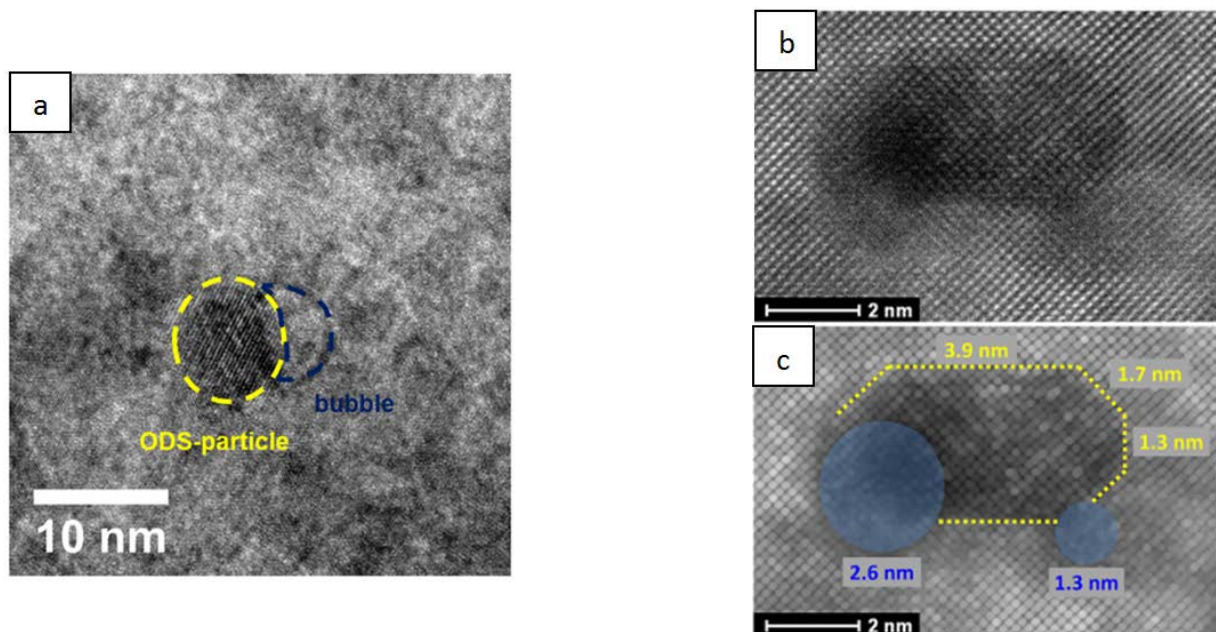 a
bubble
ODS-particle
10 nm
b
2 nm
c
3.9 nm
1.7 nm
1.3 nm
2.6 nm
1.3 nm
2 nm